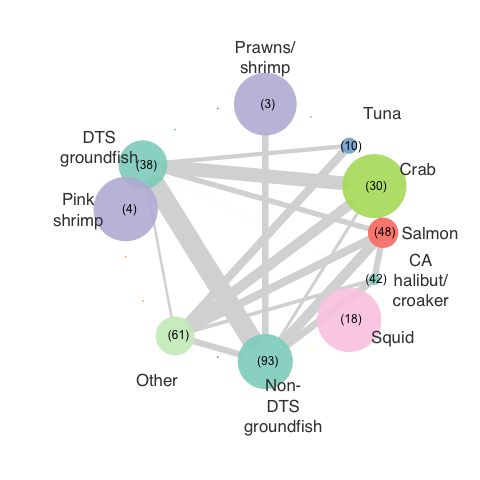 Prawns/
shrimp
(3)
Tuna
(10)
DTS
groundfish
(38)
Crab
(30)
Pink
shrimp
(4)
Salmon
(48)
CA
halibut/
croaker
(42)
Squid
(18)
(61)
Other
(93)
Non-
DTS
groundfish